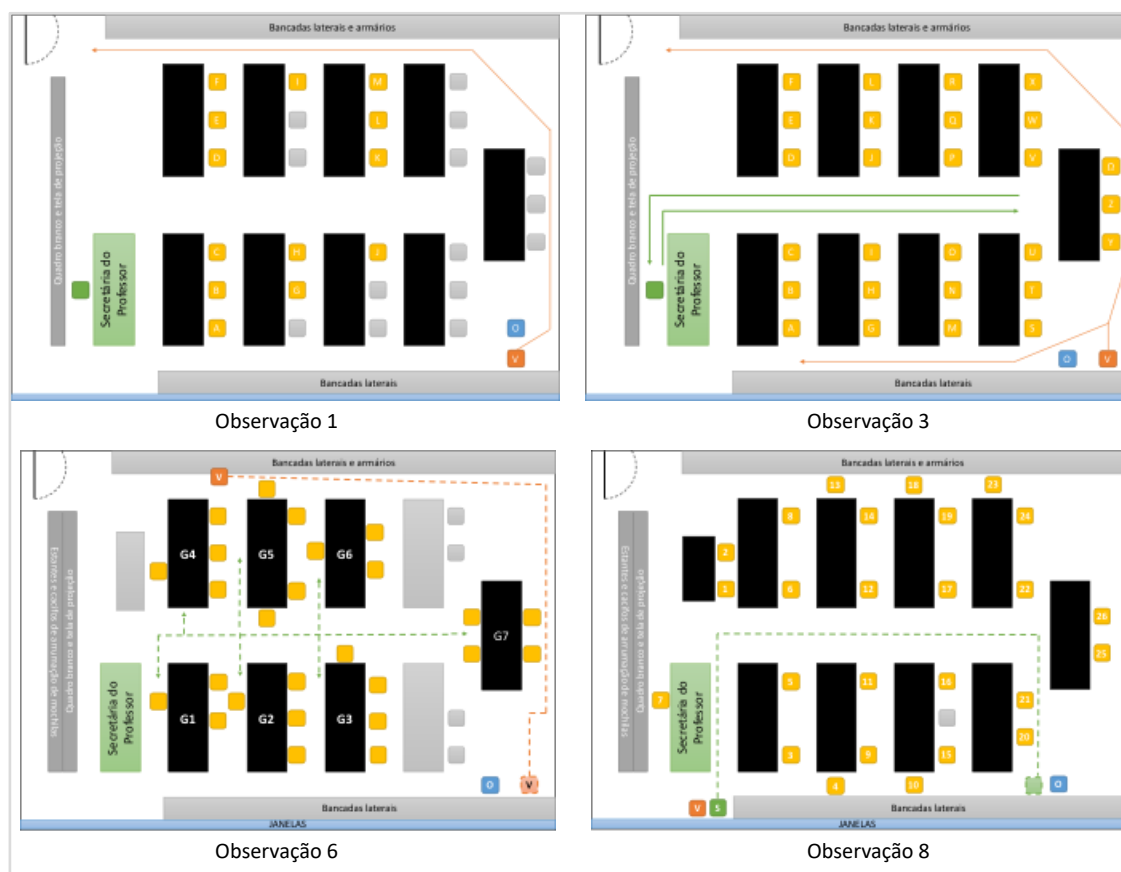 Bancadas laterais e armários
Quadro branco e tela de projeção
F I M
E L
D K
C H J
B G
A
Secretária do
Professor
O
V
Bancadas laterais
Observação 1
Bancadas laterais e armários
Quadro branco e tela de projeção
F L R X
E K Q W
D J P V
Ω
Z
Y
C I O U
B H N T
A G M S
Secretária do
Professor
O V
Bancadas laterais
Observação 3
Bancadas laterais e armários
V
Estantes e cacifos de arrumação de mochilas
Quadro branco e tela de projeção
G4 G5 G6
G7
G1 G2 G3
Secretária do
Professor
O V
Bancadas laterais
JANELAS
Observação 6
Bancadas laterais e armários
Estantes e cacifos de arrumação de mochilas
Quadro branco e tela de projeção
13 18 23
8 14 19 24
2
1 6 12 17 22
26
25
5 11 16
7 21
20
3 9 15
4 10
Secretária do
Professor
V S O
Bancadas laterais
JANELAS
Observação 8